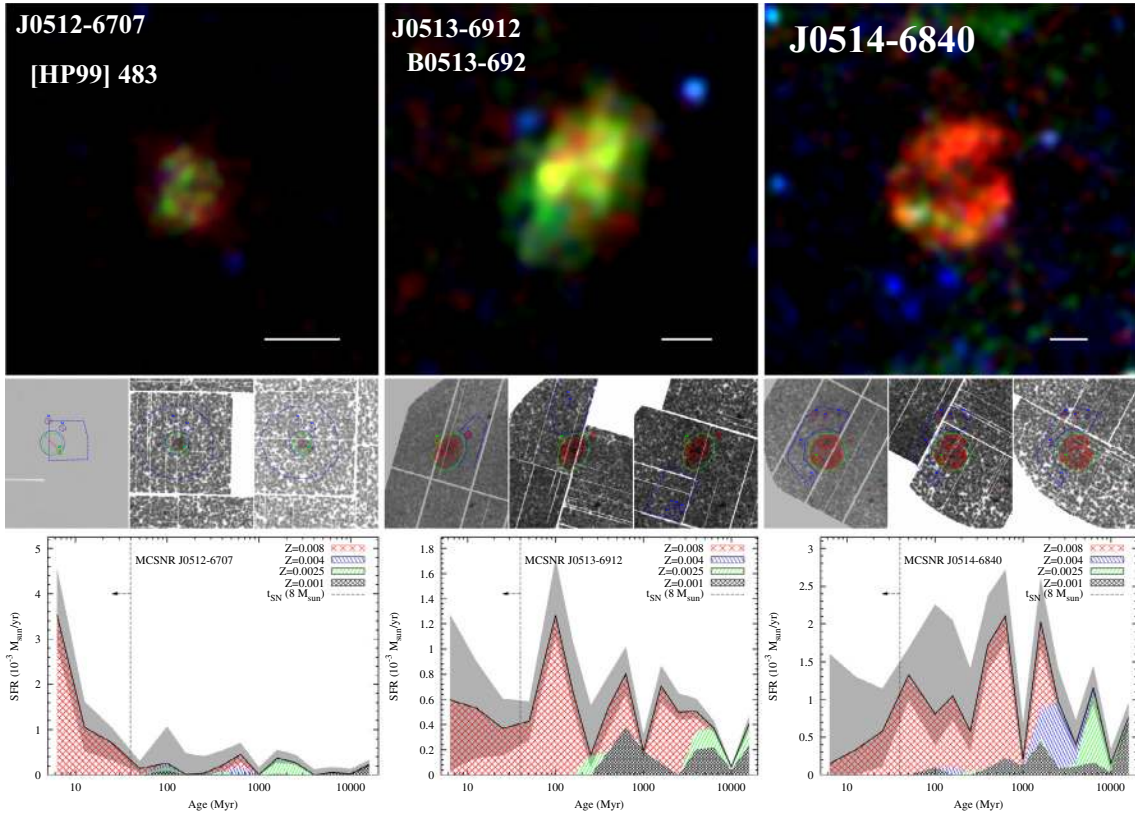 J0512-6707
[HP99] 483
J0513-6912
B0513-692
J0514-6840
MCSNR J0512-6707
Z=0.008
Z=0.004
Z=0.0025
Z=0.001
t_SN (8 M_sun)
SFR (10^-3 M_sun/yr)
5
4
3
2
1
0
10
100
1000
10000
Age (Myr)
MCSNR J0513-6912
Z=0.008
Z=0.004
Z=0.0025
Z=0.001
t_SN (8 M_sun)
SFR (10^-3 M_sun/yr)
1.8
1.6
1.4
1.2
1
0.8
0.6
0.4
0.2
0
10
100
1000
10000
Age (Myr)
MCSNR J0514-6840
Z=0.008
Z=0.004
Z=0.0025
Z=0.001
t_SN (8 M_sun)
SFR (10^-3 M_sun/yr)
3
2.5
2
1.5
1
0.5
0
10
100
1000
10000
Age (Myr)